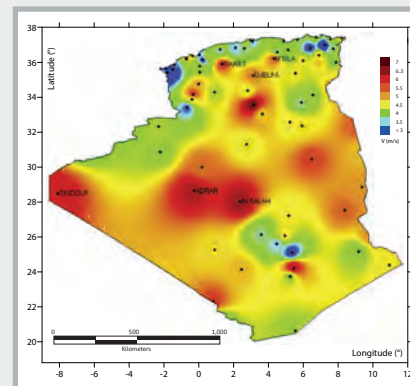 Latitude (°)
38
36
34
32
30
28
26
24
22
20
TIARET
M'SILA
DJELFA
TINDOUF
ADRAR
IN SALAH
7
6.5
6
5.5
5
4.5
4
3.5
< 3
V (m/s)
0 500 1,000
Kilometers
Longitude (°)
-8 -6 -4 -2 0 2 4 6 8 10 12